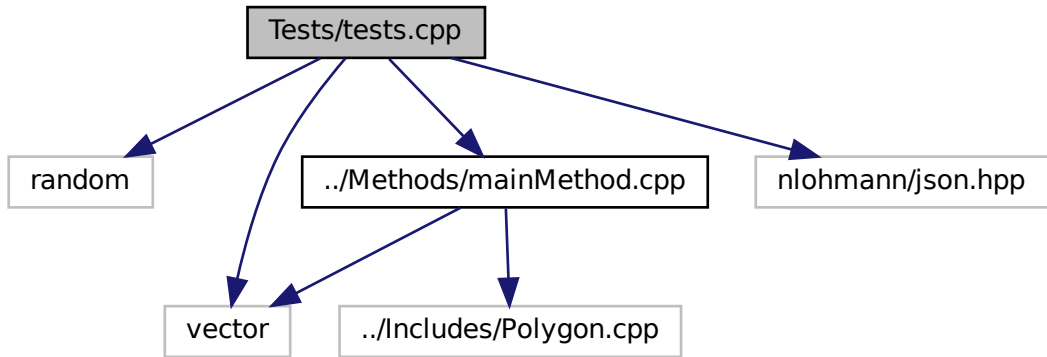 Tests/tests.cpp
random
../Methods/mainMethod.cpp
nlohmann/json.hpp
vector
../Includes/Polygon.cpp